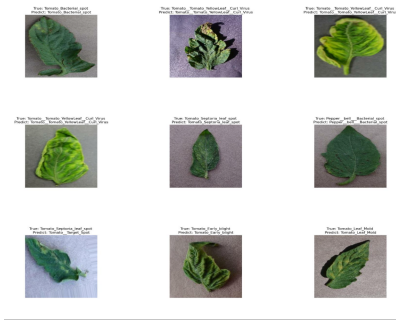 True: Tomato_Bacterial_spot
Predict: Tomato_Bacterial_spot
True: Tomato__Tomato_YellowLeaf__Curl_Virus
Predict: Tomato__Tomato_YellowLeaf__Curl_Virus
True: Tomato__Tomato_YellowLeaf__Curl_Virus
Predict: Tomato__Tomato_YellowLeaf__Curl_Virus
True: Tomato__Tomato_YellowLeaf__Curl_Virus
Predict: Tomato__Tomato_YellowLeaf__Curl_Virus
True: Tomato_Septoria_leaf_spot
Predict: Tomato_Septoria_leaf_spot
True: Pepper__bell___Bacterial_spot
Predict: Pepper__bell___Bacterial_spot
True: Tomato_Septoria_leaf_spot
Predict: Tomato__Target_Spot
True: Tomato_Early_blight
Predict: Tomato_Early_blight
True: Tomato_Leaf_Mold
Predict: Tomato_Leaf_Mold